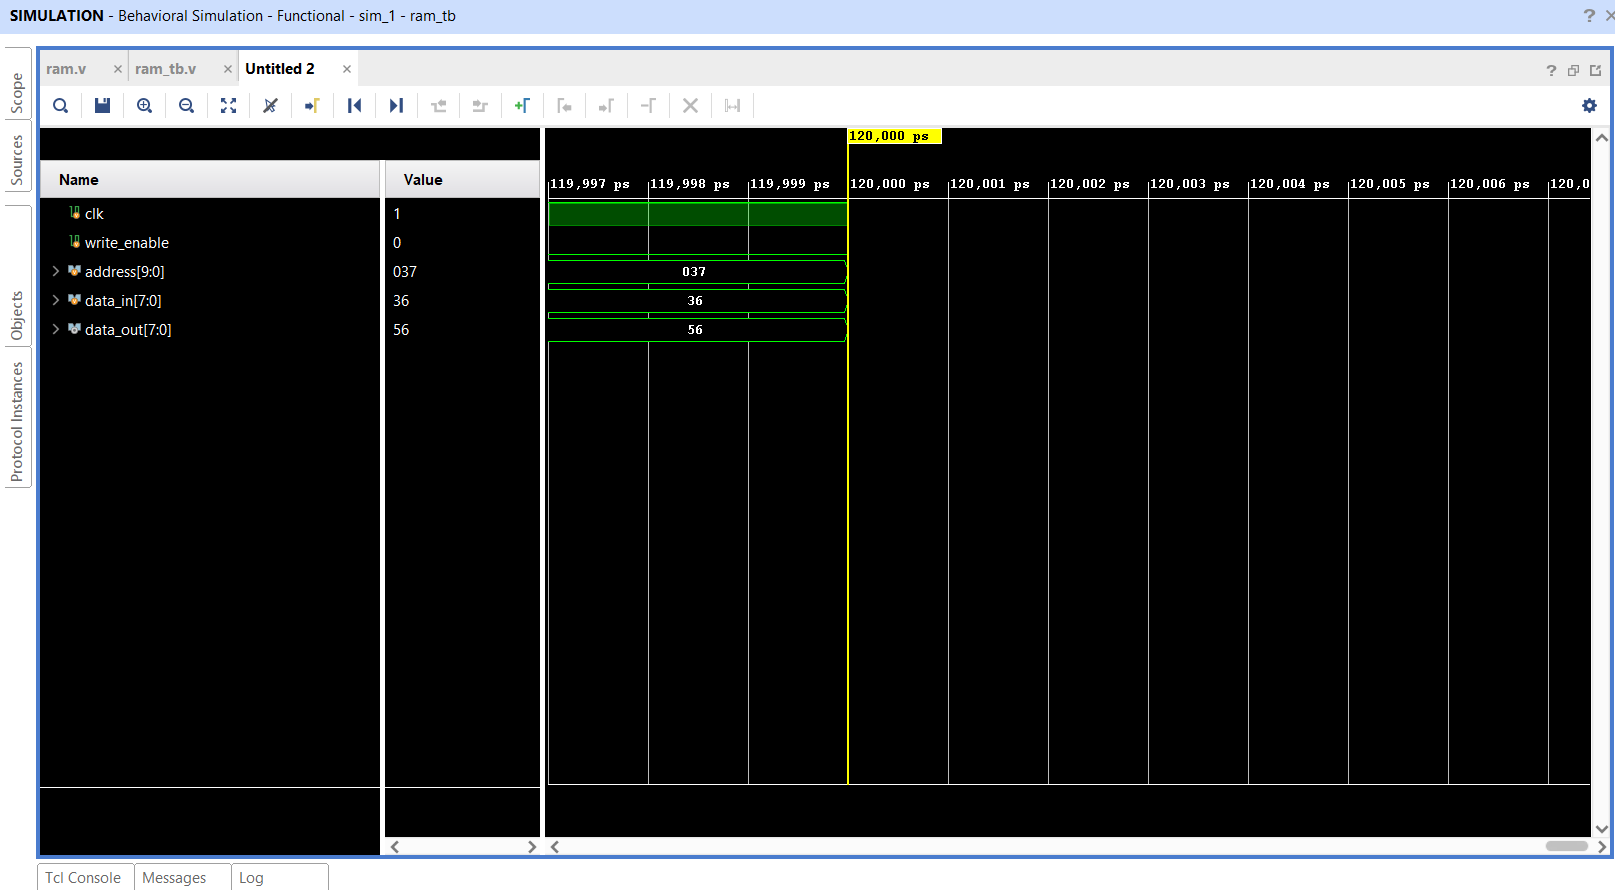 SIMULATION - Behavioral Simulation - Functional - sim_1 - ram_tb
ram.v
ram_tb.v
Untitled 2
Scope
Sources
Objects
Protocol Instances
120,000 ps
Name
Value
119,997 ps 119,998 ps 119,999 ps 120,000 ps 120,001 ps 120,002 ps 120,003 ps 120,004 ps 120,005 ps 120,006 ps 120,0
clk 1
write_enable 0
address[9:0] 037 037
data_in[7:0] 36 36
data_out[7:0] 56 56
Tcl Console
Messages
Log